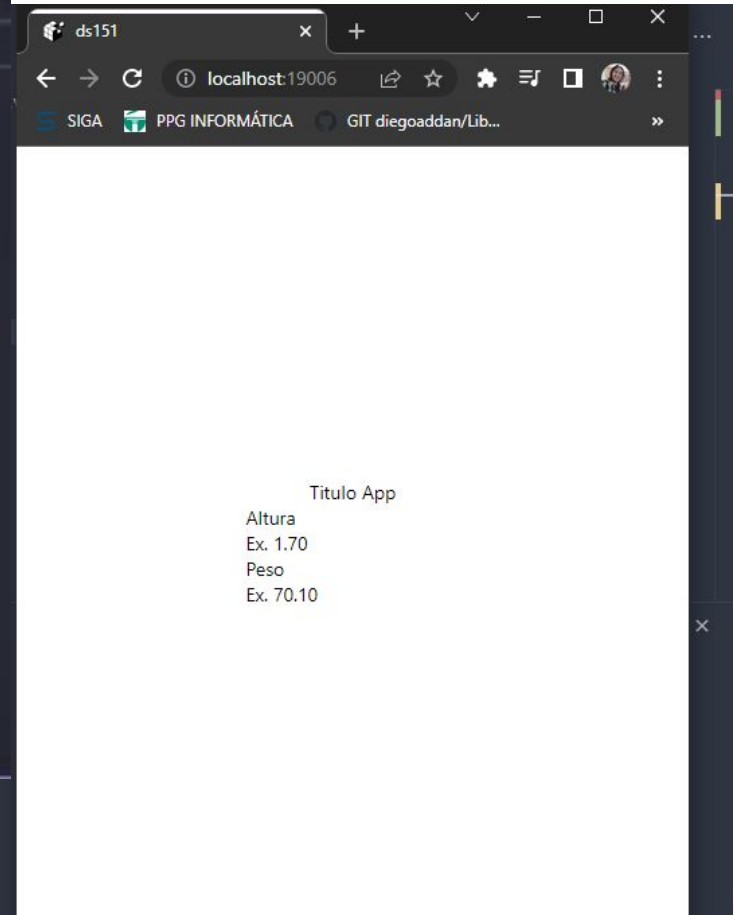 ds151
localhost:19006
SIGA PPG INFORMÁTICA GIT diegoaddan/Lib...
Titulo App
Altura
Ex. 1.70
Peso
Ex. 70.10